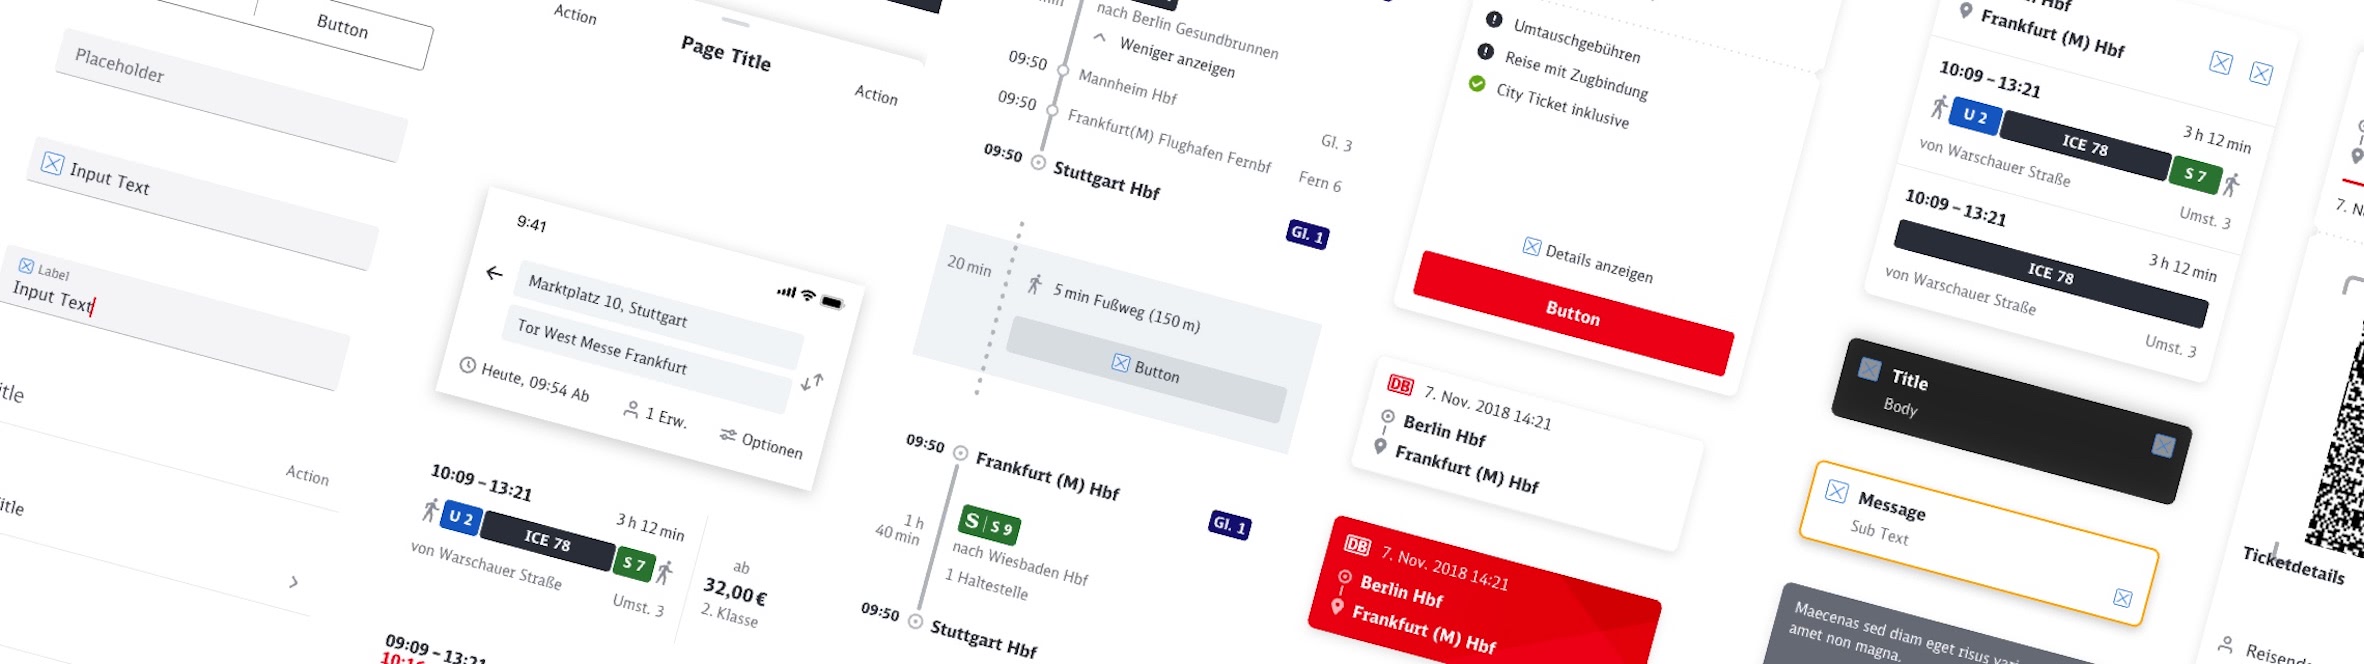 Button
Placeholder
Input Text
Label
Input Text
Action
Action
Page Title
Action
9:41
Marktplatz 10, Stuttgart
Tor West Messe Frankfurt
Heute, 09:54 Ab
1 Erw.
Optionen
10:09 – 13:21
3 h 12 min
U 2
ICE 78
S 7
von Warschauer Straße
Umst. 3
ab
32,00 €
2. Klasse
09:09 – 13:21
nach Berlin Gesundbrunnen
Weniger anzeigen
09:50 Mannheim Hbf
09:50 Frankfurt(M) Flughafen Fernbf
Gl. 3
09:50 Stuttgart Hbf
Fern 6
Gl. 1
20 min
5 min Fußweg (150 m)
Button
09:50 Frankfurt (M) Hbf
Gl. 1
1 h
40 min
S S 9
nach Wiesbaden Hbf
1 Haltestelle
09:50 Stuttgart Hbf
Umtauschgebühren
Reise mit Zugbindung
City Ticket inklusive
Details anzeigen
Button
DB 7. Nov. 2018 14:21
Berlin Hbf
Frankfurt (M) Hbf
DB 7. Nov. 2018 14:21
Berlin Hbf
Frankfurt (M) Hbf
Hbf
Frankfurt (M) Hbf
10:09 – 13:21
3 h 12 min
U 2
ICE 78
S 7
von Warschauer Straße
Umst. 3
10:09 – 13:21
3 h 12 min
ICE 78
von Warschauer Straße
Umst. 3
Title
Body
Message
Sub Text
Maecenas sed diam eget risus
amet non magna.
7.
Ticketdetails